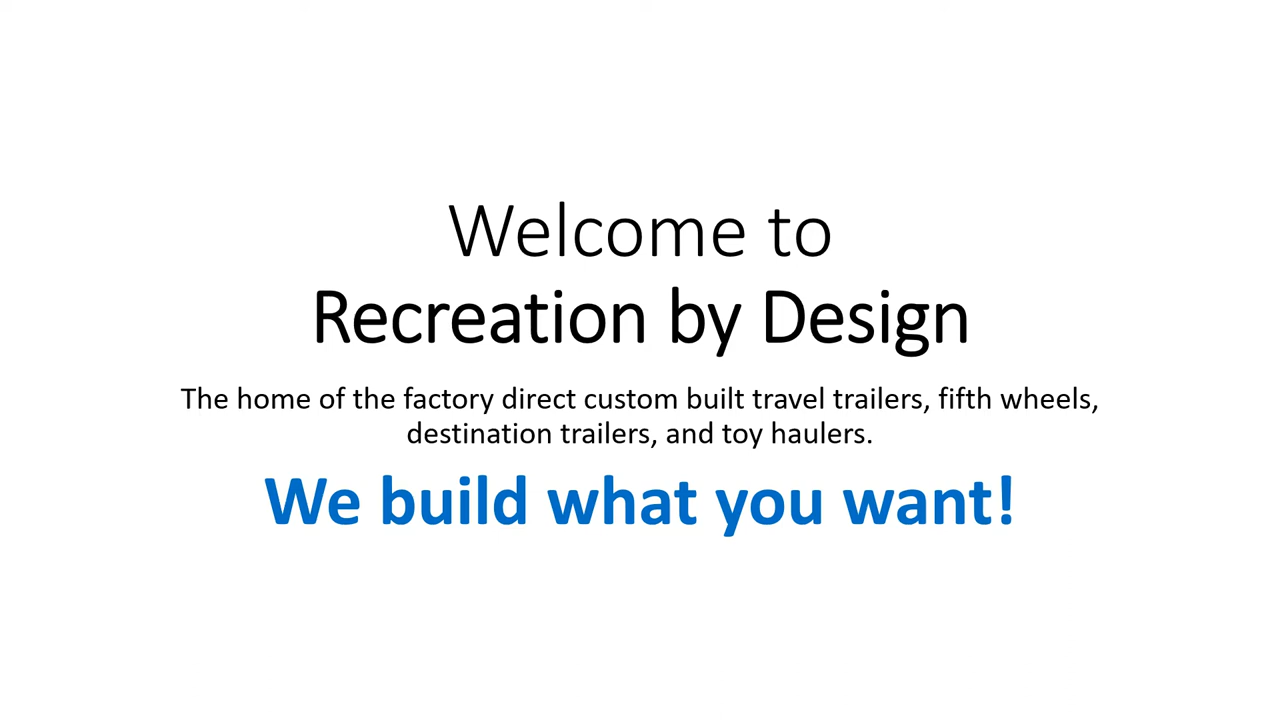 Welcome to
Recreation by Design
The home of the factory direct custom built travel trailers, fifth wheels,
destination trailers, and toy haulers.
We build what you want!